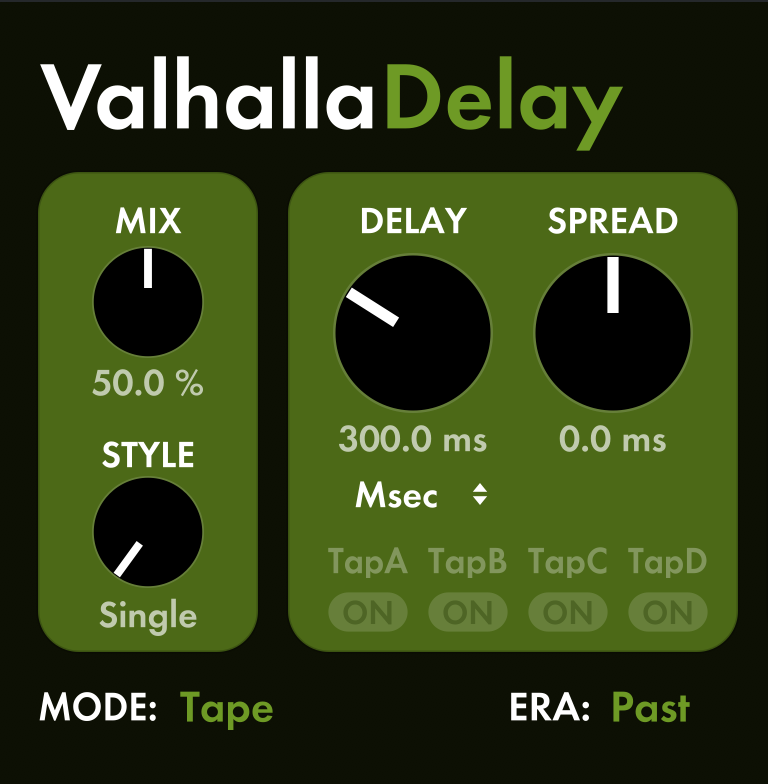 ValhallaDelay
MIX
50.0 %
STYLE
Single
DELAY SPREAD
300.0 ms 0.0 ms
Msec
TapA TapB TapC TapD
ON ON ON ON
MODE: Tape ERA: Past